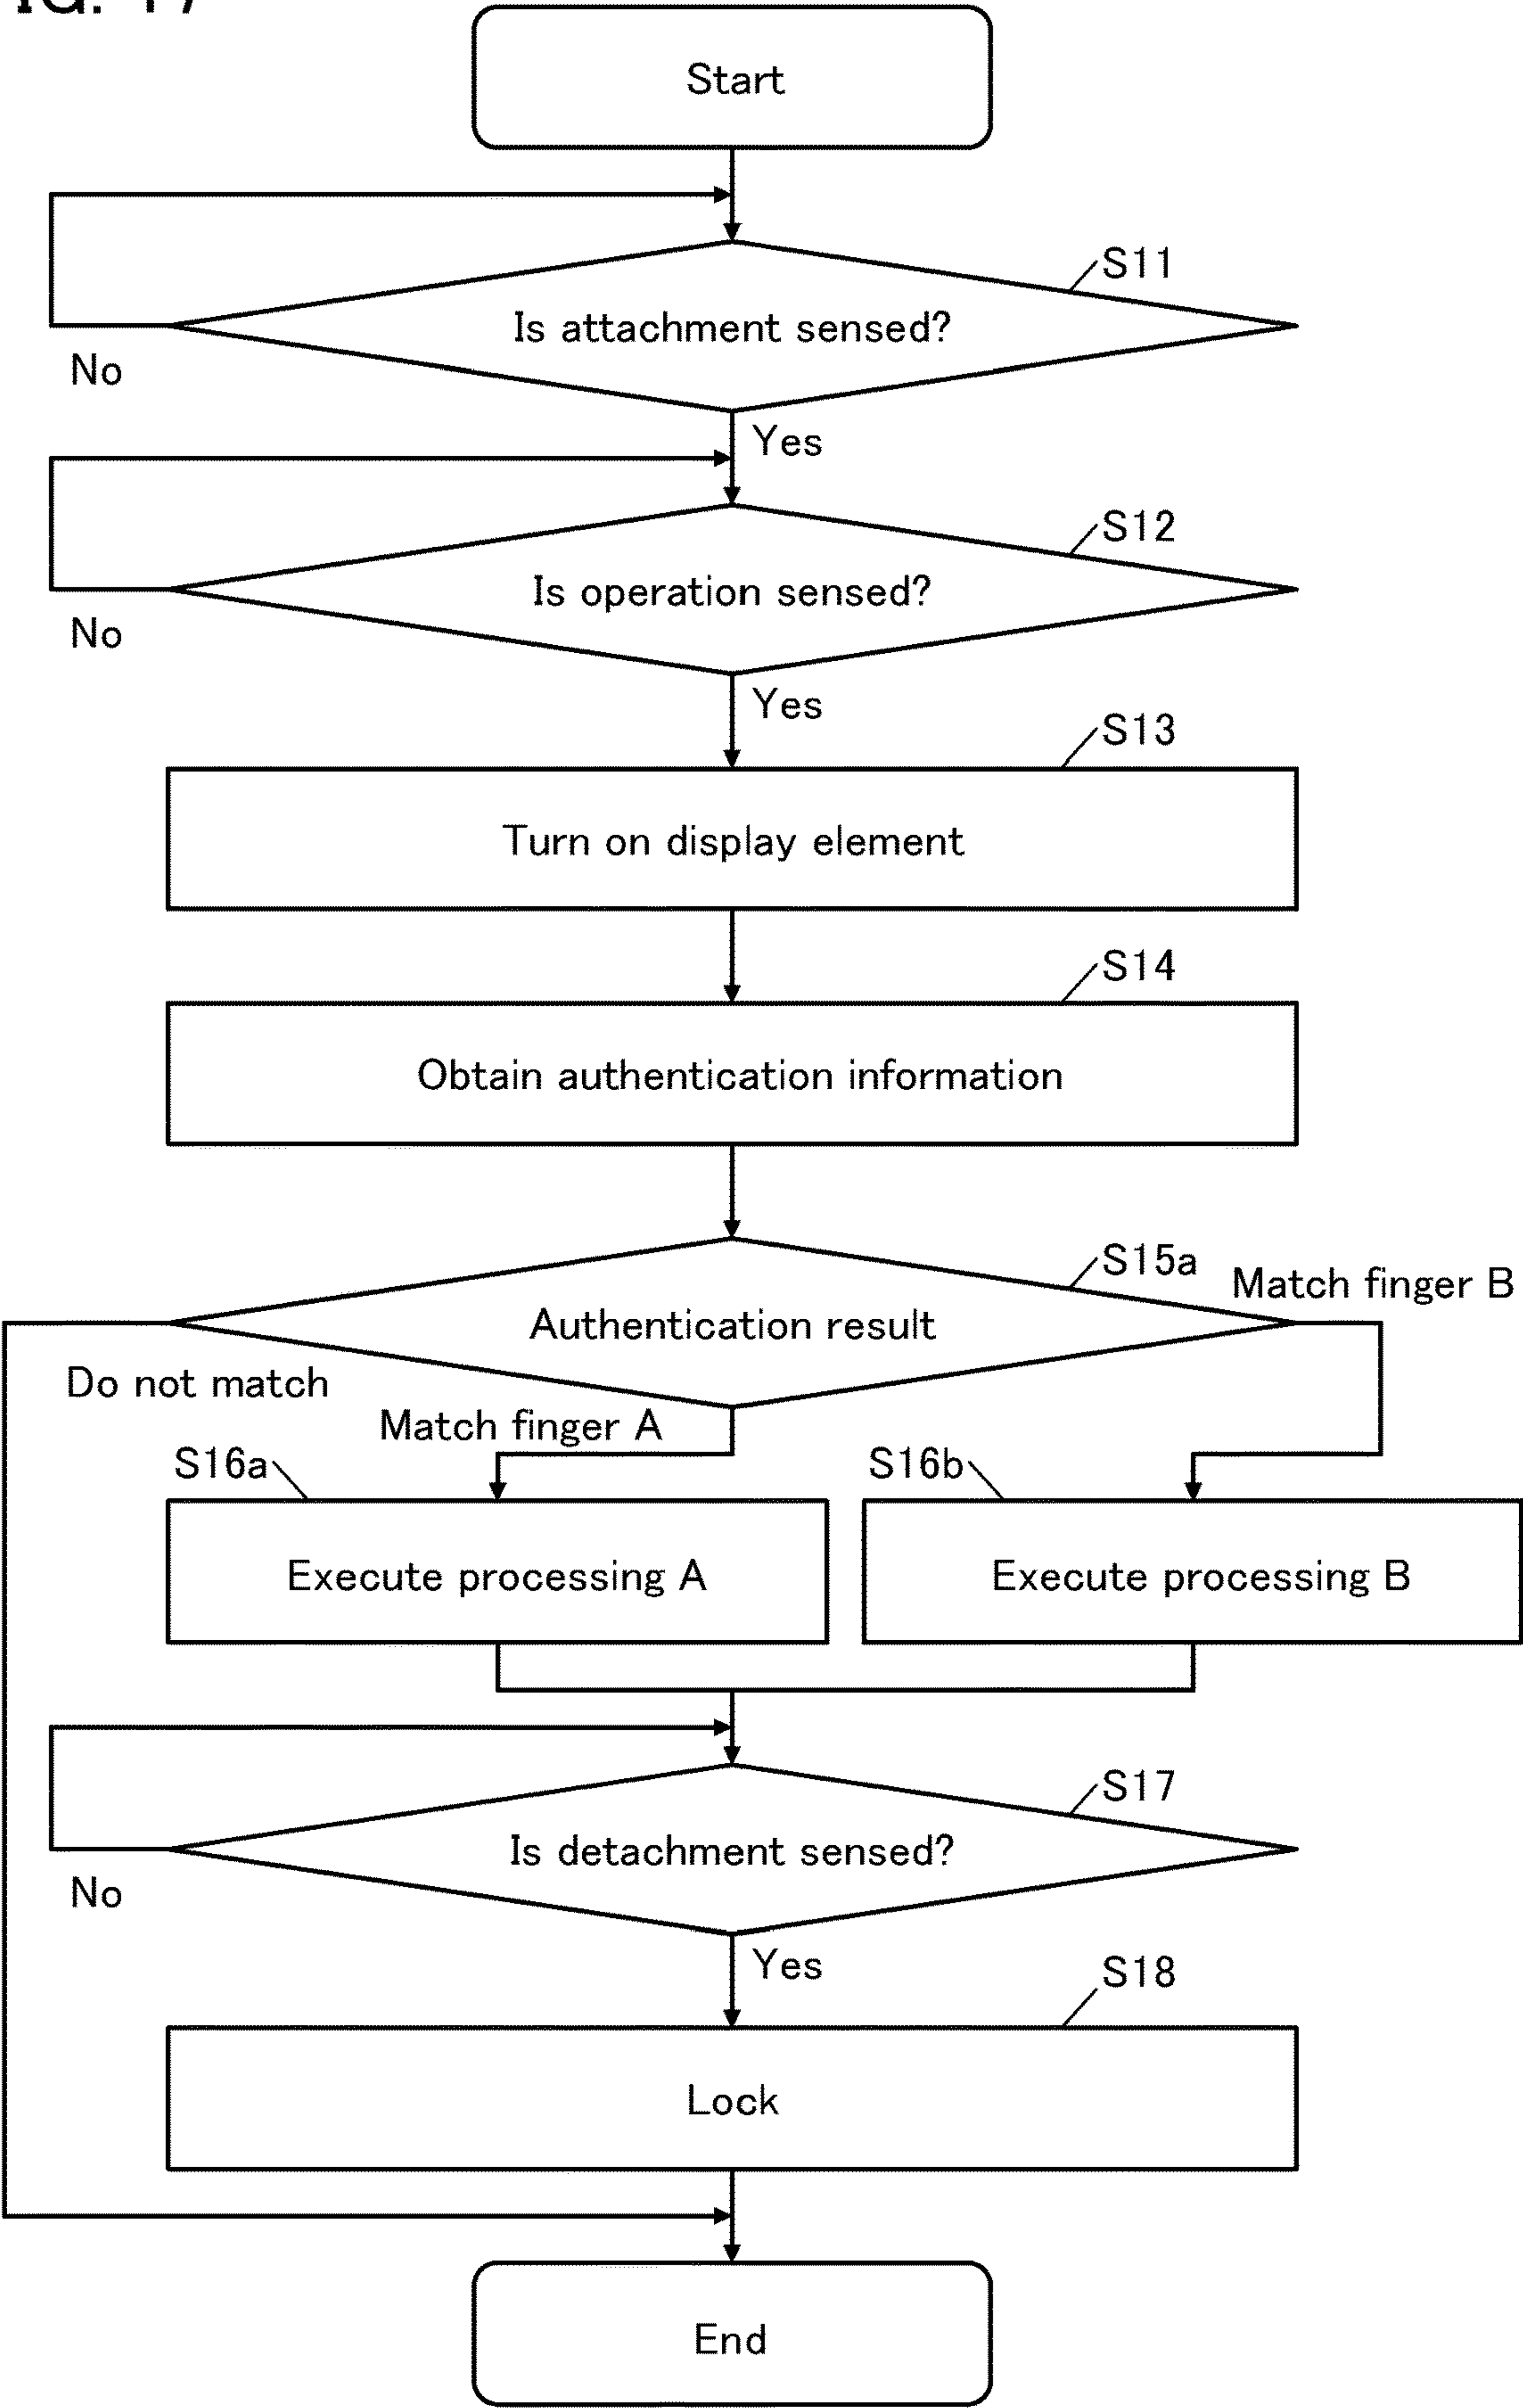 Start
S11
Is attachment sensed?
No
Yes
S12
Is operation sensed?
No
Yes
S13
Turn on display element
S14
Obtain authentication information
S15a
Match finger B
Authentication result
Do not match
Match finger A
S16a
S16b
Execute processing A
Execute processing B
S17
Is detachment sensed?
No
Yes
S18
Lock
End